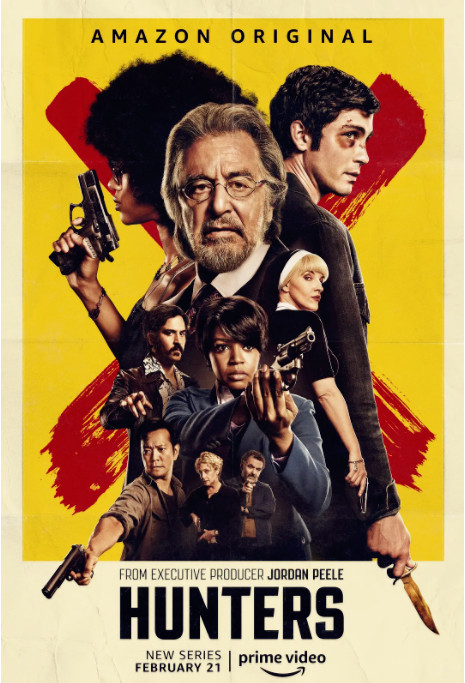 AMAZON ORIGINAL
FROM EXECUTIVE PRODUCER JORDAN PEELE
HUNTERS
NEW SERIES
FEBRUARY 21
prime video